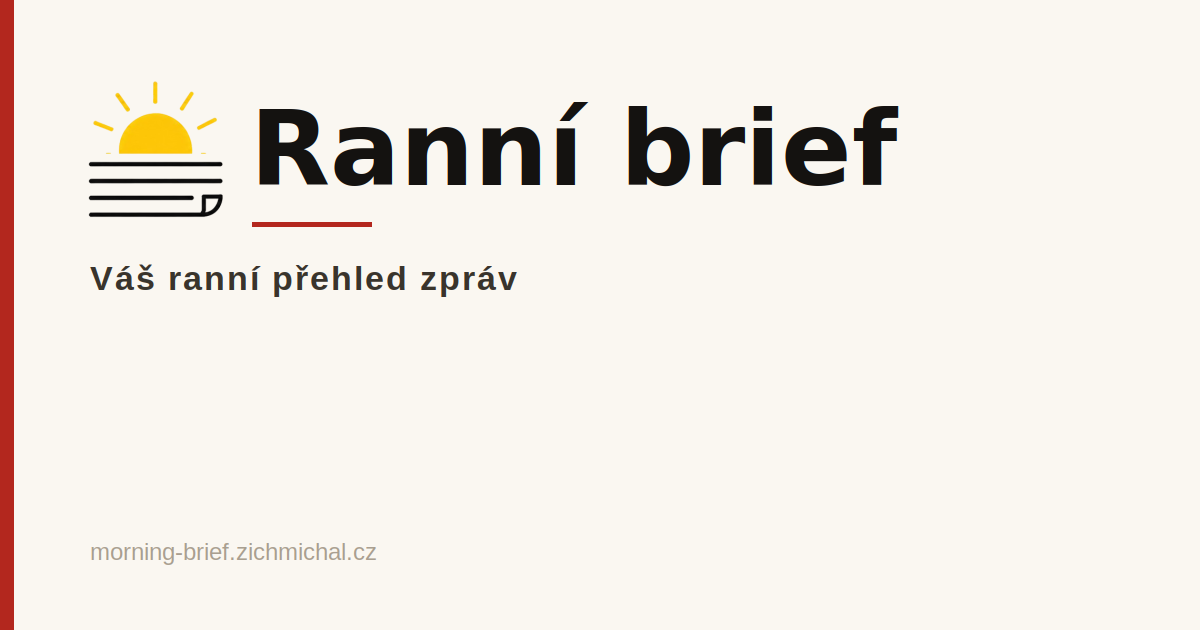 Ranní brief
Váš ranní přehled zpráv
morning-brief.zichmichal.cz